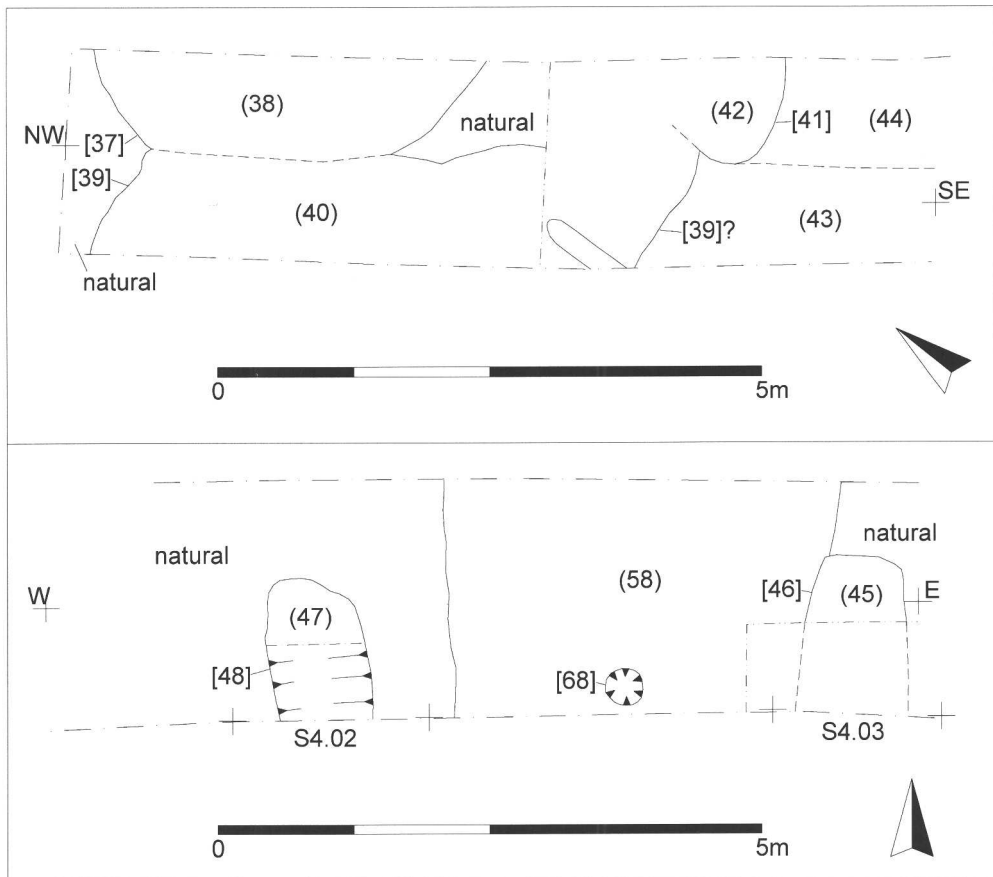 (38)
natural
(42)
[41]
(44)
NW
[37]
[39]
(40)
[39]?
(43)
SE
natural
0
5m
natural
natural
W
(47)
(58)
[46]
(45)
E
[48]
[68]
S4.02
S4.03
0
5m